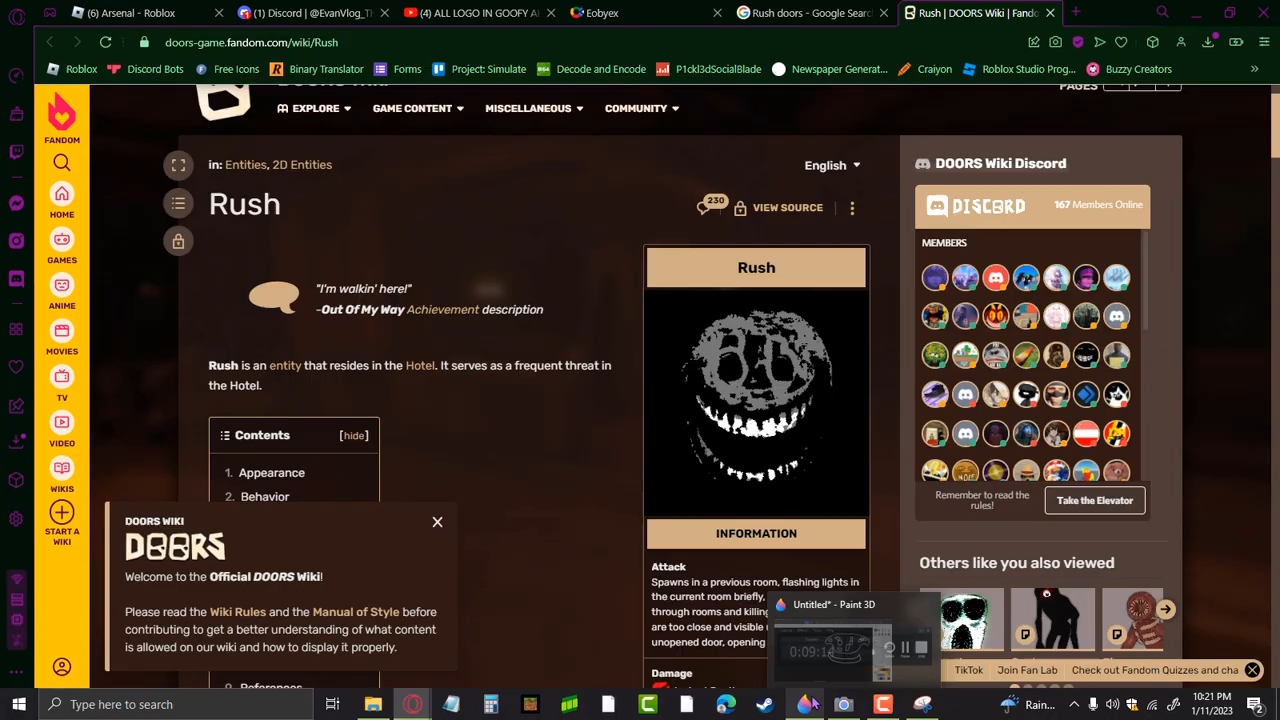 Arsenal - Roblox
(1) Discord | @EvanVlog_Th
(4) ALL LOGO IN GOOFY A
Eobyex
Rush doors - Google Searc
Rush | DOORS Wiki | Fando
doors-game.fandom.com/wiki/Rush
Roblox
Discord Bots
Free Icons
Binary Translator
Forms
Project: Simulate
Decode and Encode
P1ckl3dSocialBlade
Newspaper Generat...
Craiyon
Roblox Studio Prog...
Buzzy Creators
FANDOM
HOME
GAMES
ANIME
MOVIES
TV
VIDEO
WIKIS
START A
WIKI
EXPLORE
GAME CONTENT
MISCELLANEOUS
COMMUNITY
PAGES
in: Entities, 2D Entities
English
Rush
230
VIEW SOURCE
"I'm walkin' here!"
-Out Of My Way Achievement description
Rush is an entity that resides in the Hotel. It serves as a frequent threat in
the Hotel.
Contents [hide]
1. Appearance
2. Behavior
References
DOORS WIKI
DOORS
Welcome to the Official DOORS Wiki!
Please read the Wiki Rules and the Manual of Style before
contributing to get a better understanding of what content
is allowed on our wiki and how to display it properly.
Rush
INFORMATION
Attack
Spawns in a previous room, flashing lights in
the current room briefly,
through rooms and killing
are too close and visible
unopened door, opening
Damage
DOORS Wiki Discord
DISCORD
167 Members Online
MEMBERS
Remember to read the
rules!
Take the Elevator
Others like you also viewed
Untitled* - Paint 3D
TikTok
Join Fan Lab
Check out Fandom Quizzes and cha
Type here to search
Rain...
10:21 PM
1/11/2023